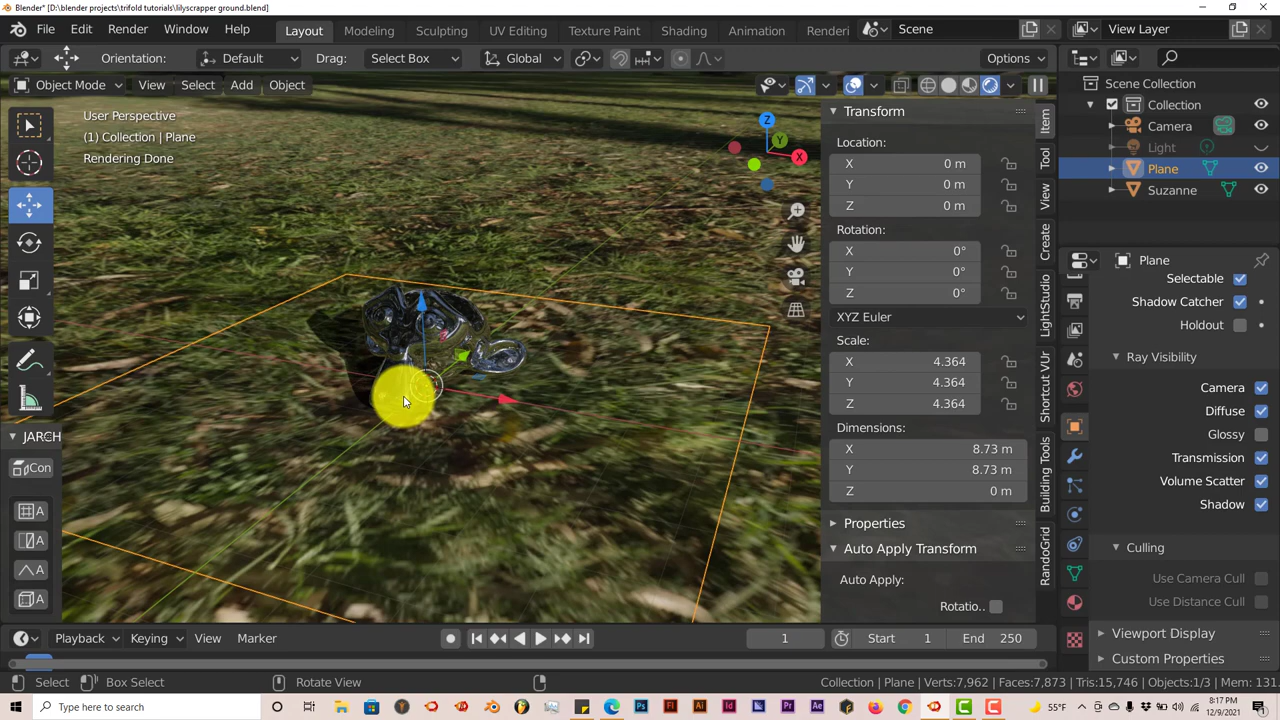 Blender* [D:\blender projects\trifold tutorials\lilyscrapper ground.blend]
File Edit Render Window Help Layout Modeling Sculpting UV Editing Texture Paint Shading Animation Renderi Scene View Layer
Orientation: Default Drag: Select Box Global Options
Object Mode View Select Add Object
User Perspective
(1) Collection | Plane
Rendering Done
Z
Y
X
JARCH
Con
A
A
A
A
Transform
Location:
X 0 m
Y 0 m
Z 0 m
Rotation:
X 0°
Y 0°
Z 0°
XYZ Euler
Scale:
X 4.364
Y 4.364
Z 4.364
Dimensions:
X 8.73 m
Y 8.73 m
Z 0 m
Properties
Auto Apply Transform
Auto Apply:
Rotatio..
Item
Tool
View
Create
LightStudio
Shortcut VUr
Building Tools
RandoGrid
Scene Collection
Collection
Camera
Light
Plane
Suzanne
Plane
Selectable
Shadow Catcher
Holdout
Ray Visibility
Camera
Diffuse
Glossy
Transmission
Volume Scatter
Shadow
Culling
Use Camera Cull
Use Distance Cull
Viewport Display
Custom Properties
Playback Keying View Marker 1 Start 1 End 250
Select Box Select Rotate View Collection | Plane | Verts:7,962 | Faces:7,873 | Tris:15,746 | Objects:1/3 | Mem: 131.
Type here to search
Ps Fl Ai Id Pr Ae
55°F
8:17 PM
12/9/2021